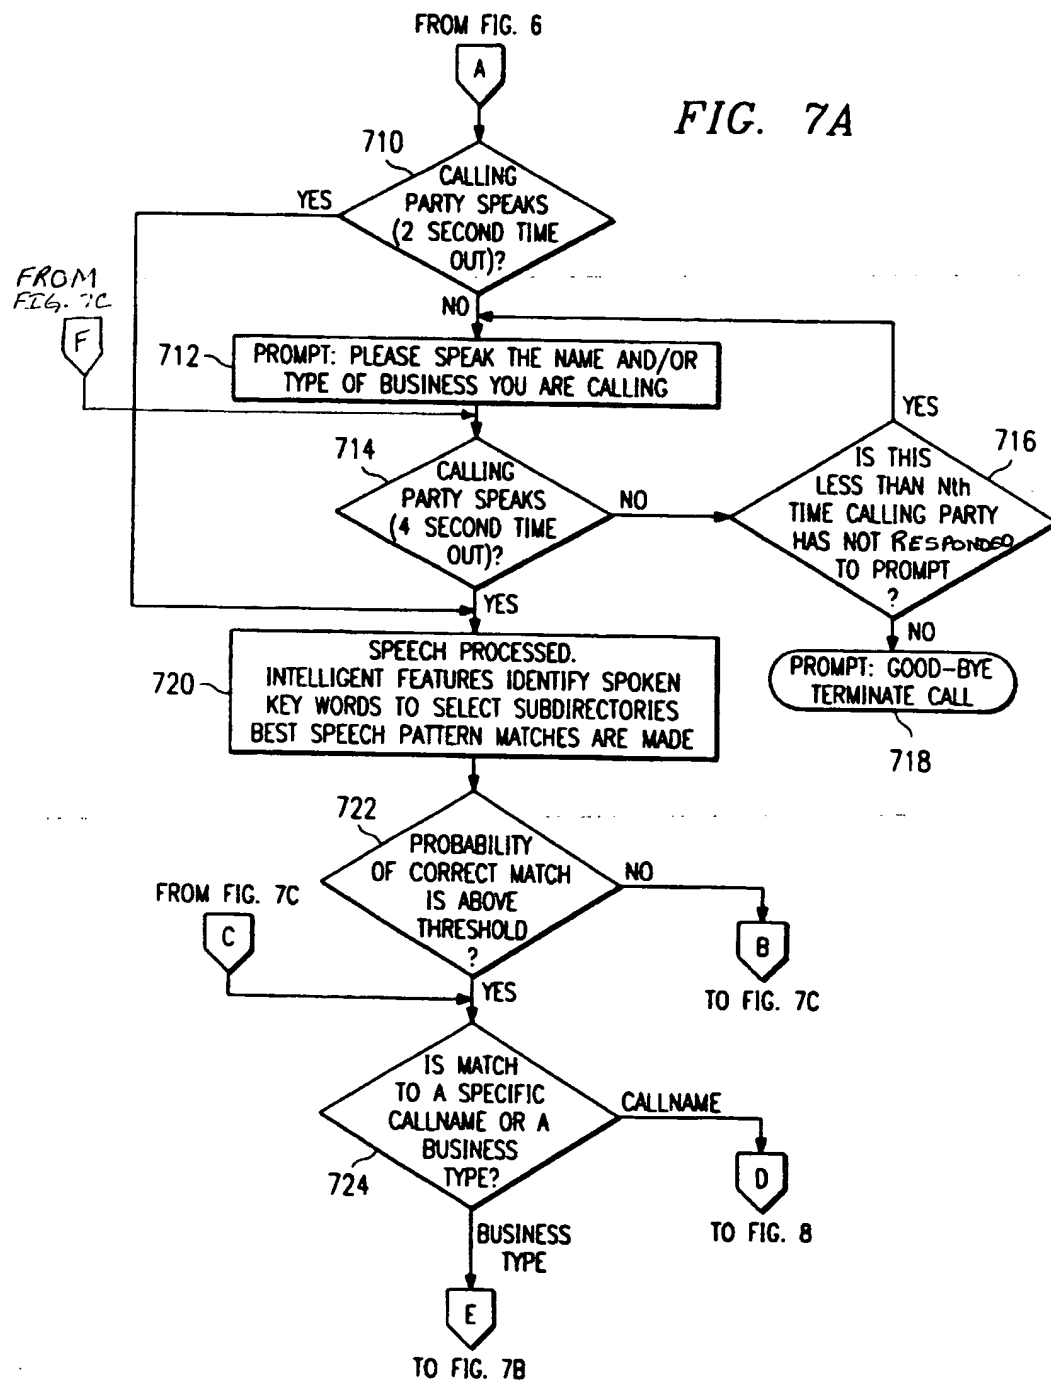 FROM FIG. 6
A
FIG. 7A
710
CALLING
PARTY SPEAKS
(2 SECOND TIME
OUT)?
YES
NO
FROM
FIG. 7C
F
712
PROMPT: PLEASE SPEAK THE NAME AND/OR
TYPE OF BUSINESS YOU ARE CALLING
714
CALLING
PARTY SPEAKS
(4 SECOND TIME
OUT)?
NO
YES
716
IS THIS
LESS THAN Nth
TIME CALLING PARTY
HAS NOT RESPONDED
TO PROMPT
?
YES
NO
PROMPT: GOOD-BYE
TERMINATE CALL
718
720
SPEECH PROCESSED.
INTELLIGENT FEATURES IDENTIFY SPOKEN
KEY WORDS TO SELECT SUBDIRECTORIES
BEST SPEECH PATTERN MATCHES ARE MADE
722
PROBABILITY
OF CORRECT MATCH
IS ABOVE
THRESHOLD
?
NO
B
TO FIG. 7C
FROM FIG. 7C
C
YES
IS MATCH
TO A SPECIFIC
CALLNAME OR A
BUSINESS
TYPE?
724
CALLNAME
D
TO FIG. 8
BUSINESS
TYPE
E
TO FIG. 7B